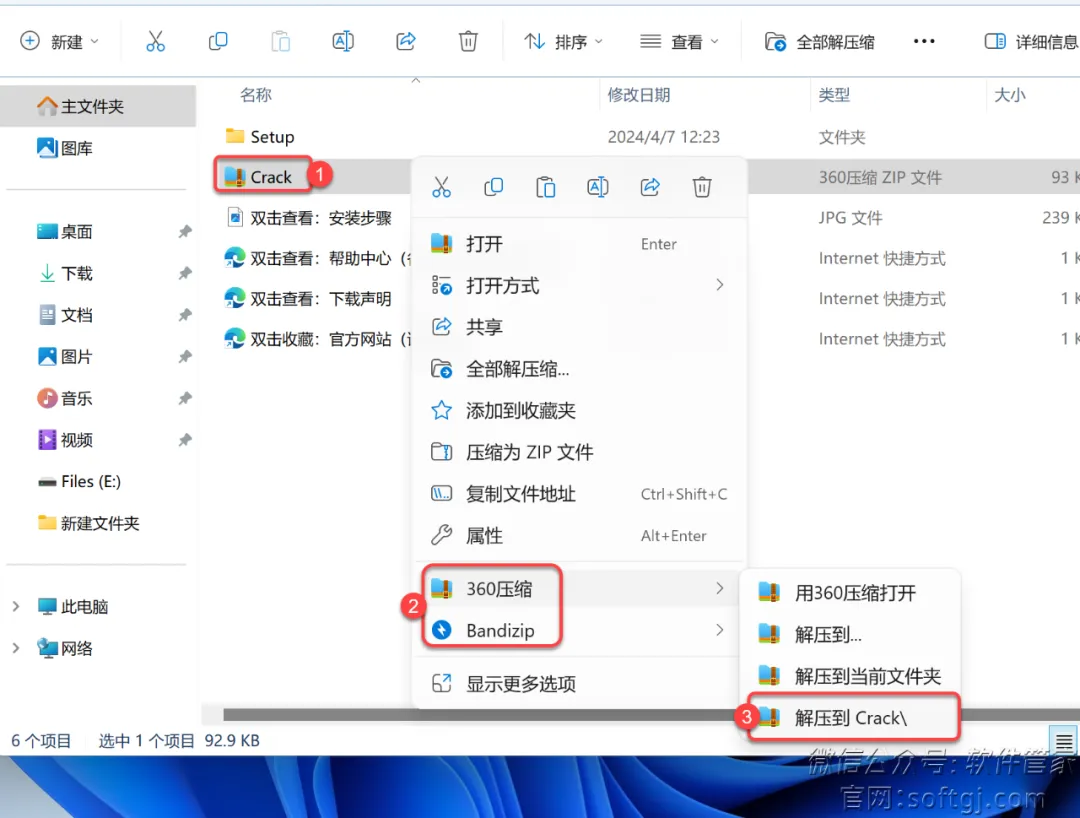 新建
排序
查看
全部解压缩
详细信息
名称
修改日期
类型
大小
主文件夹
图库
桌面
下载
文档
图片
音乐
视频
Files (E:)
新建文件夹
此电脑
网络
Setup
2024/4/7 12:23
文件夹
Crack
1
360压缩 ZIP 文件
93 K
双击查看：安装步骤
JPG 文件
239 K
双击查看：帮助中心（
Internet 快捷方式
1 K
双击查看：下载声明
Internet 快捷方式
1 K
双击收藏：官方网站（
Internet 快捷方式
1 K
打开
Enter
打开方式
共享
全部解压缩...
添加到收藏夹
压缩为 ZIP 文件
复制文件地址
Ctrl+Shift+C
属性
Alt+Enter
2
360压缩
Bandizip
显示更多选项
用360压缩打开
解压到...
解压到当前文件夹
3
解压到 Crack\
6 个项目
选中 1 个项目
92.9 KB
微信公众号:软件管家
官网:softgj.com